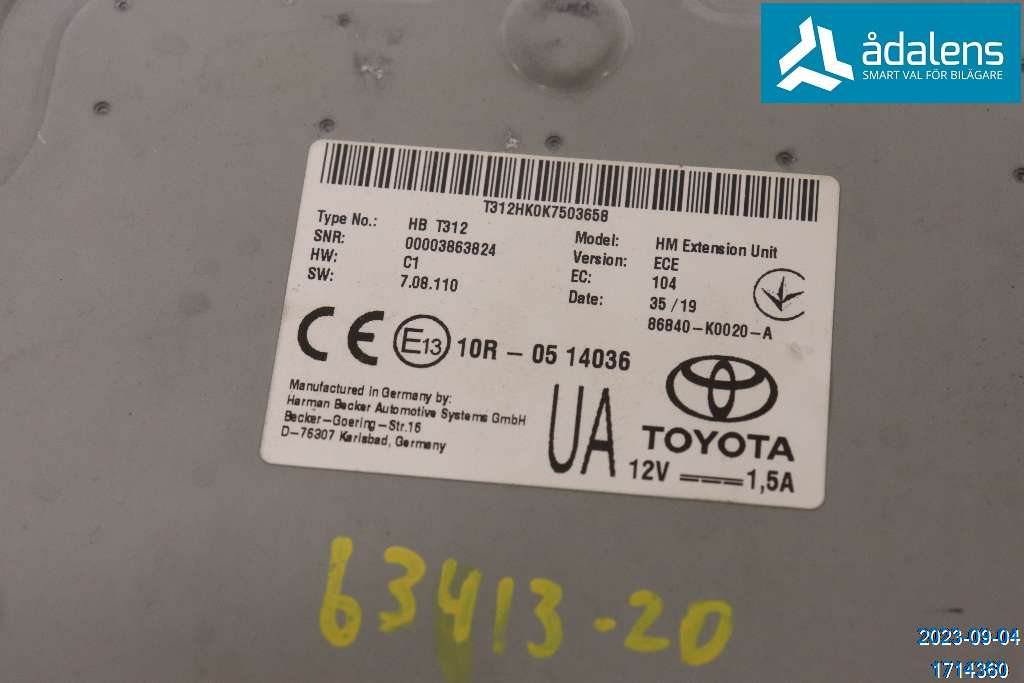 ådalens
SMART VAL FÖR BILÄGARE
T312HK0K7503658
Type No.: HB T312
SNR: 00003863824
HW: C1
SW: 7.08.110
Model: HM Extension Unit
Version: ECE
EC: 104
Date: 35/19
86840-K0020-A
CE E13 10R - 05 14036
Manufactured in Germany by:
Harman Becker Automotive Systems GmbH
Becker-Goering-Str.16
D-76307 Karlsbad, Germany
UA
TOYOTA
12V 1,5A
63413-20
2023-09-04
1714360